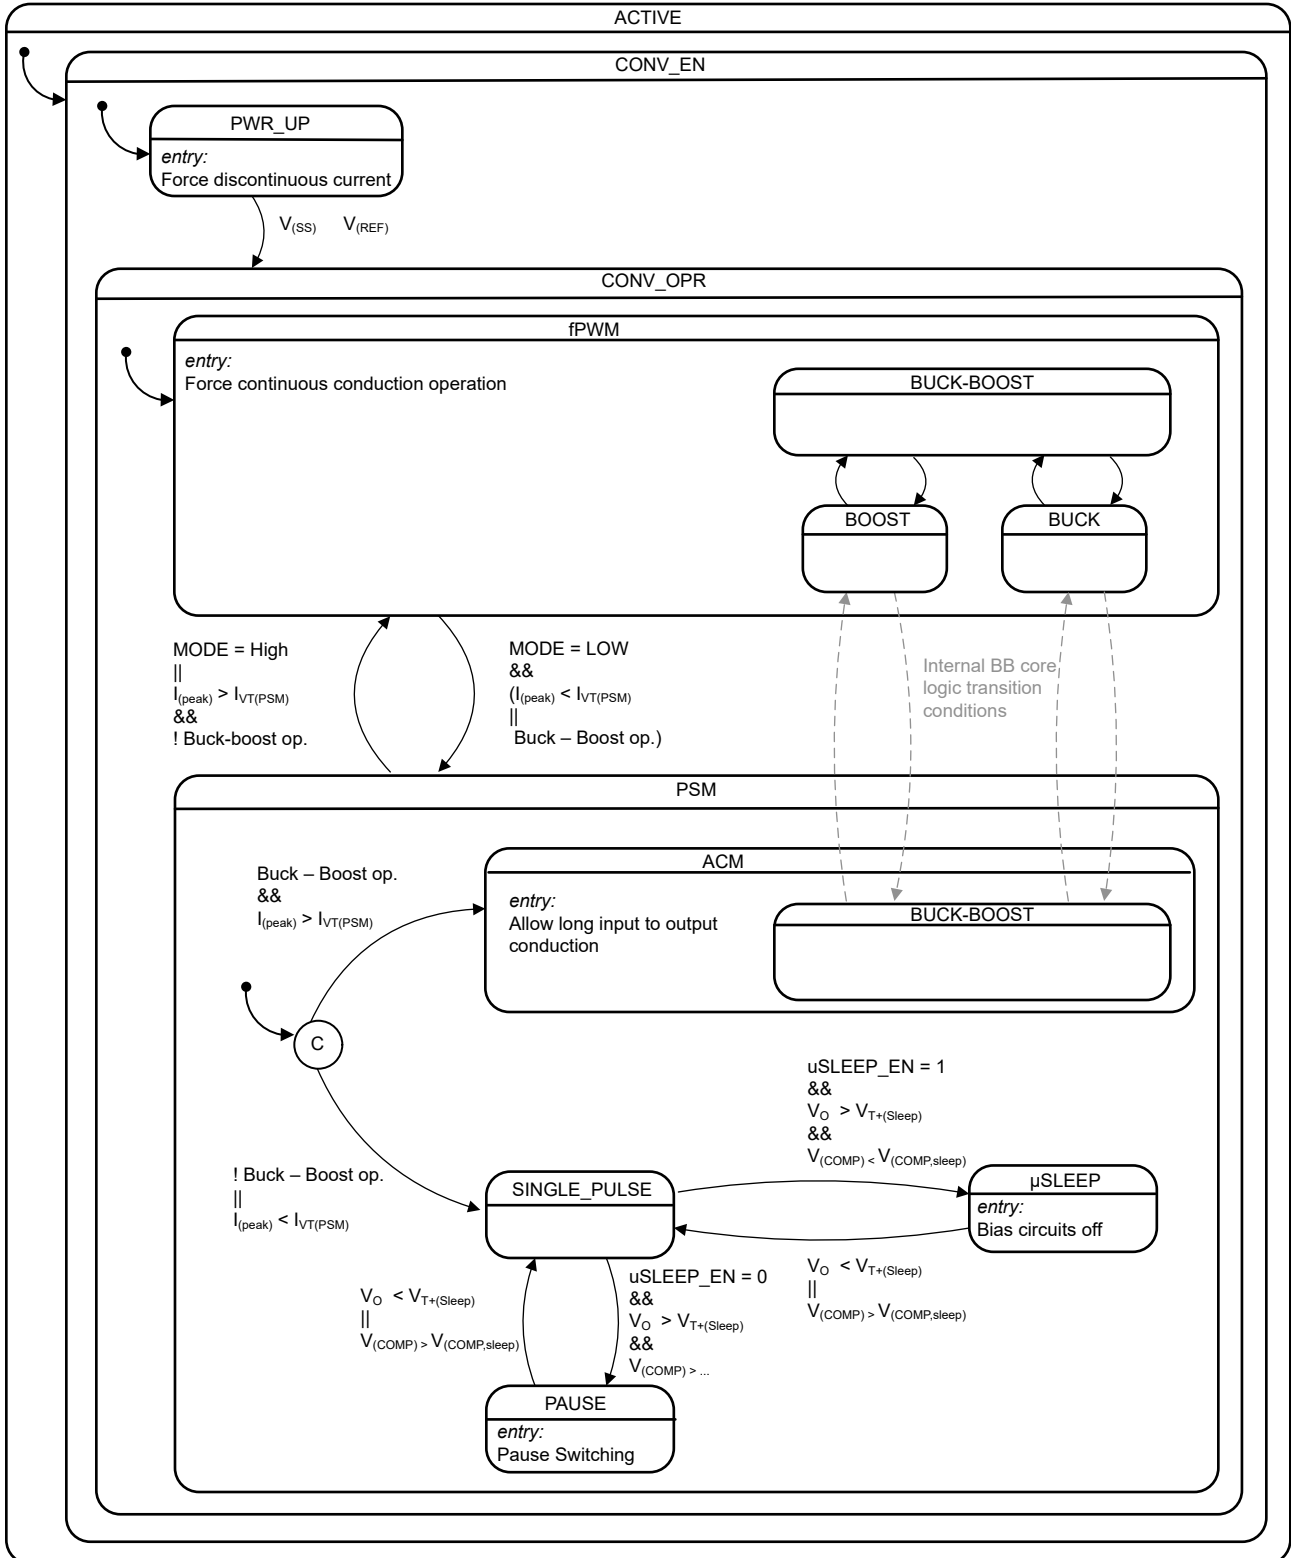 ACTIVE
CONV_EN
PWR_UP
entry:
Force discontinuous current
V(SS) V(REF)
CONV_OPR
fPWM
entry:
Force continuous conduction operation
BUCK-BOOST
BOOST
BUCK
MODE = High
||
I(peak) > IVT(PSM)
&&
! Buck-boost op.
MODE = LOW
&&
(I(peak) < IVT(PSM)
||
Buck – Boost op.)
Internal BB core
logic transition
conditions
PSM
ACM
entry:
Allow long input to output
conduction
BUCK-BOOST
Buck – Boost op.
&&
I(peak) > IVT(PSM)
C
! Buck – Boost op.
||
I(peak) < IVT(PSM)
uSLEEP_EN = 1
&&
VO > VT+(Sleep)
&&
V(COMP) < V(COMP,sleep)
SINGLE_PULSE
µSLEEP
entry:
Bias circuits off
VO < VT+(Sleep)
||
V(COMP) > V(COMP,sleep)
uSLEEP_EN = 0
&&
VO > VT+(Sleep)
&&
V(COMP) > ...
VO < VT+(Sleep)
||
V(COMP) > V(COMP,sleep)
PAUSE
entry:
Pause Switching